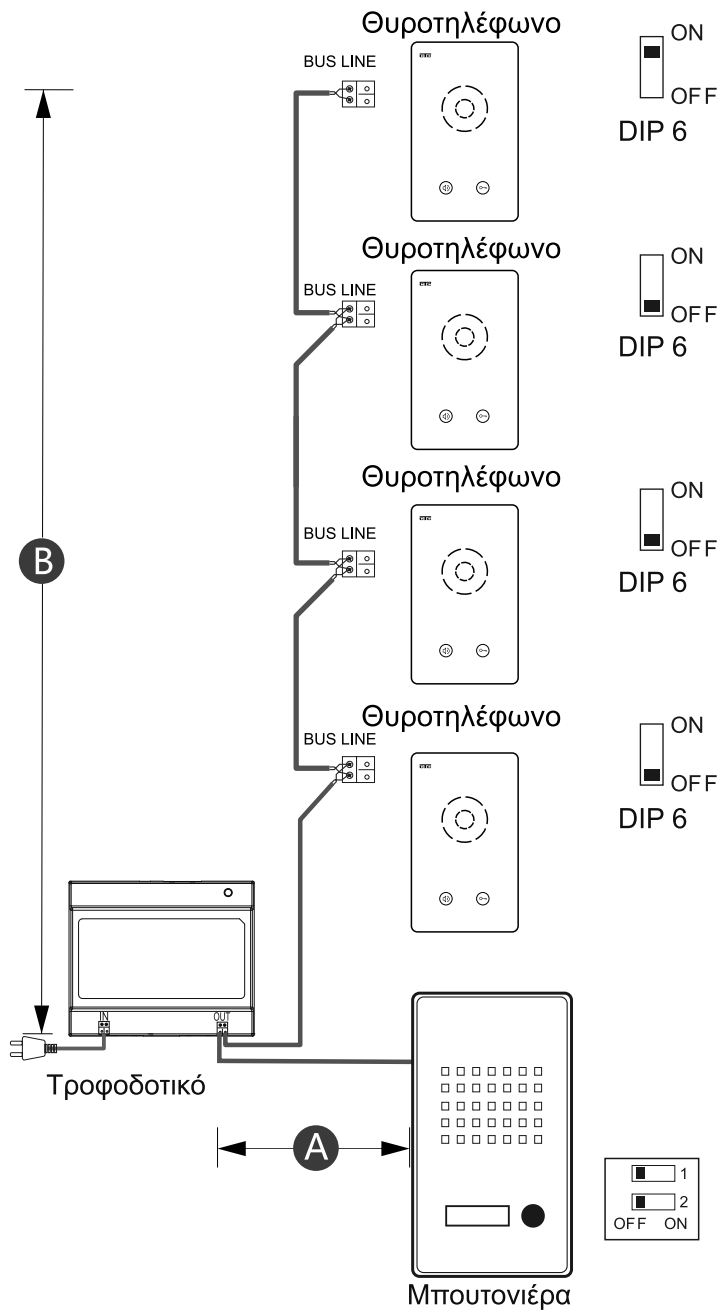 Θυροτηλέφωνο
BUS LINE
ON
OFF
DIP 6
Θυροτηλέφωνο
BUS LINE
ON
OFF
DIP 6
Θυροτηλέφωνο
BUS LINE
ON
OFF
DIP 6
B
Θυροτηλέφωνο
BUS LINE
ON
OFF
DIP 6
IN
OUT
Τροφοδοτικό
A
1
2
OFF ON
Μπουτονιέρα